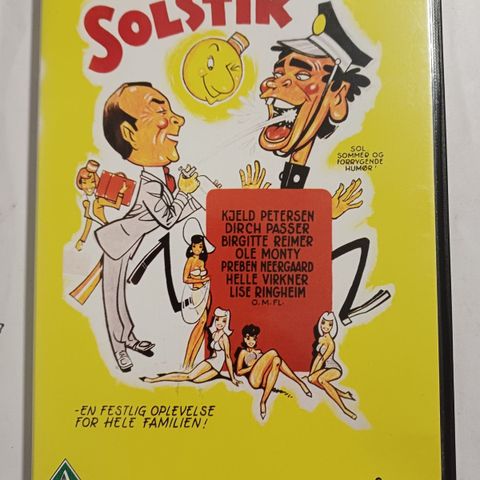 SOLSTIK
SOL,
SOMMER OG
FORRYGENDE
HUMØR!
KJELD PETERSEN
DIRCH PASSER
BIRGITTE REIMER
OLE MONTY
PREBEN NEERGAARD
HELLE VIRKNER
LISE RINGHEIM
O.M.FL.
-EN FESTLIG OPLEVELSE
FOR HELE FAMILIEN!
A